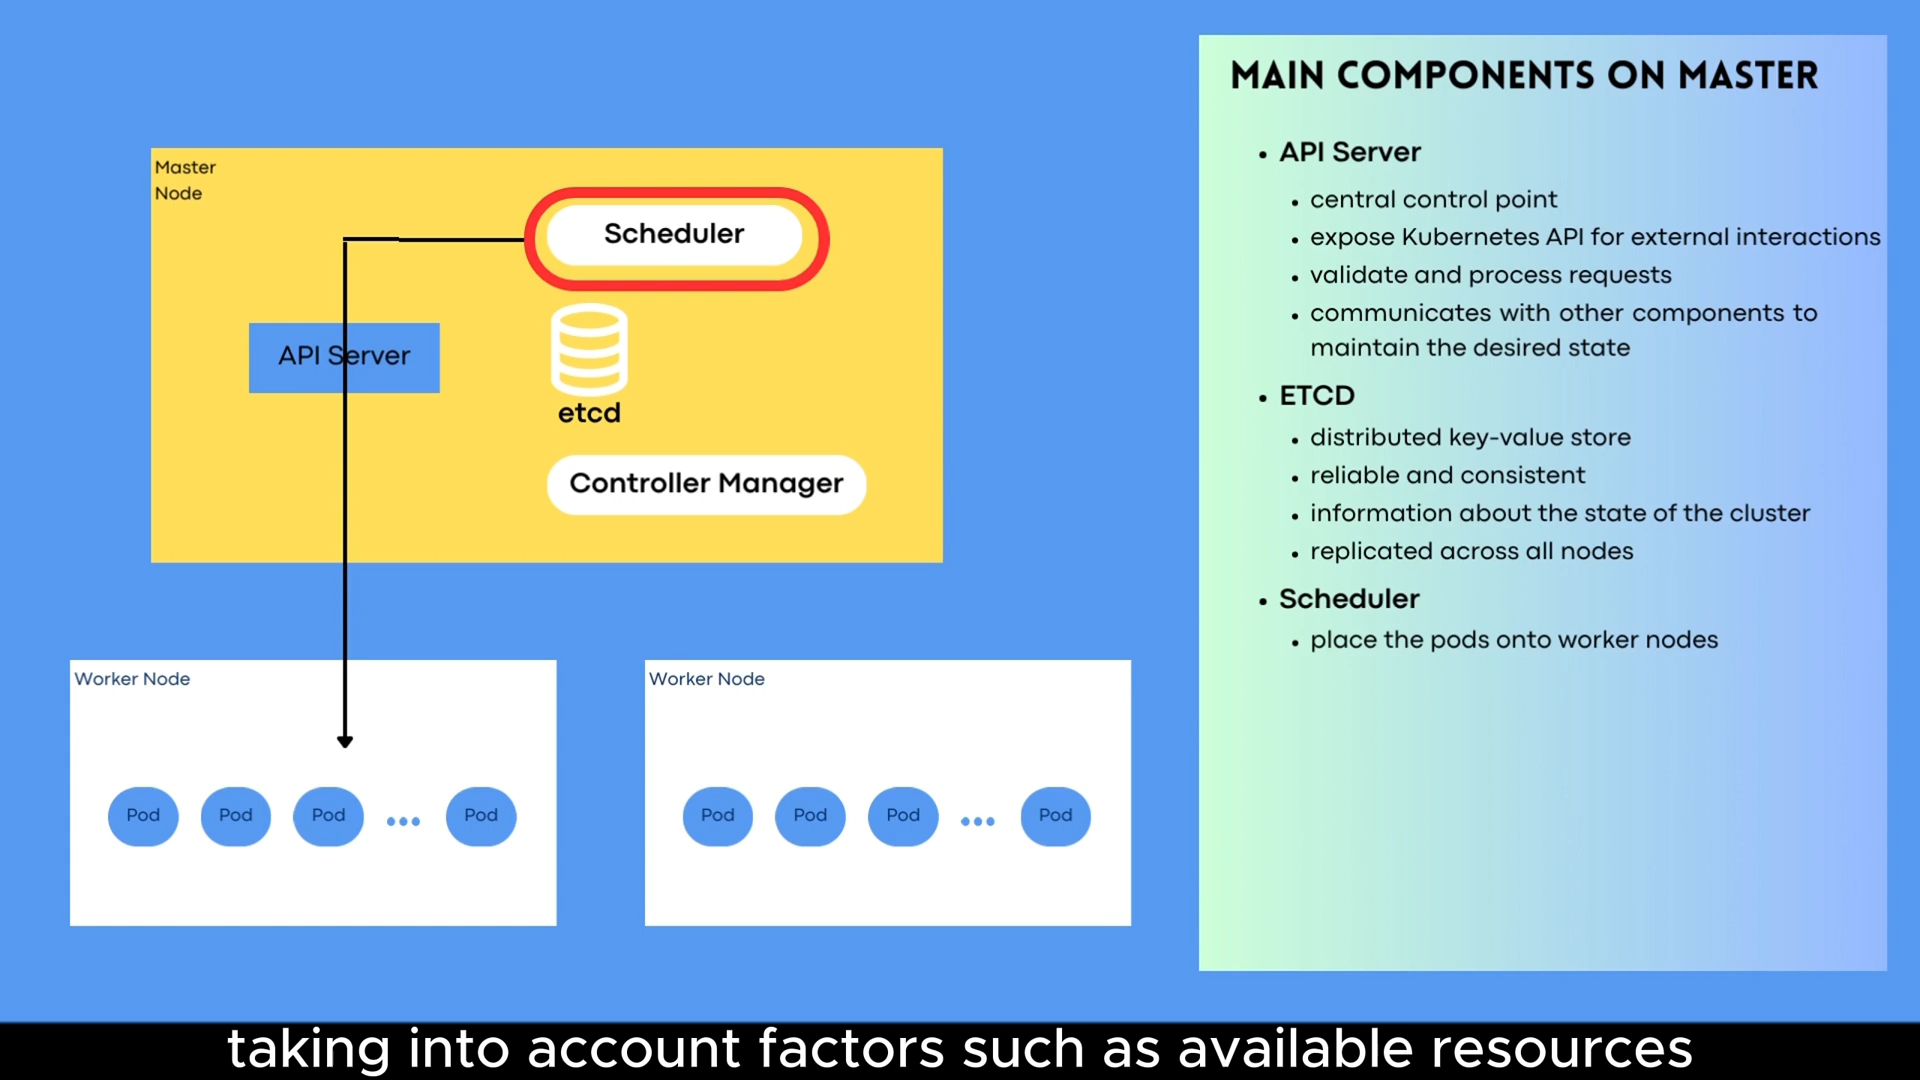 Master
Node
Scheduler
API Server
etcd
Controller Manager
Worker Node
Pod Pod Pod ... Pod
Worker Node
Pod Pod Pod ... Pod
MAIN COMPONENTS ON MASTER
• API Server
• central control point
• expose Kubernetes API for external interactions
• validate and process requests
• communicates with other components to
maintain the desired state
• ETCD
• distributed key-value store
• reliable and consistent
• information about the state of the cluster
• replicated across all nodes
• Scheduler
• place the pods onto worker nodes
taking into account factors such as available resources